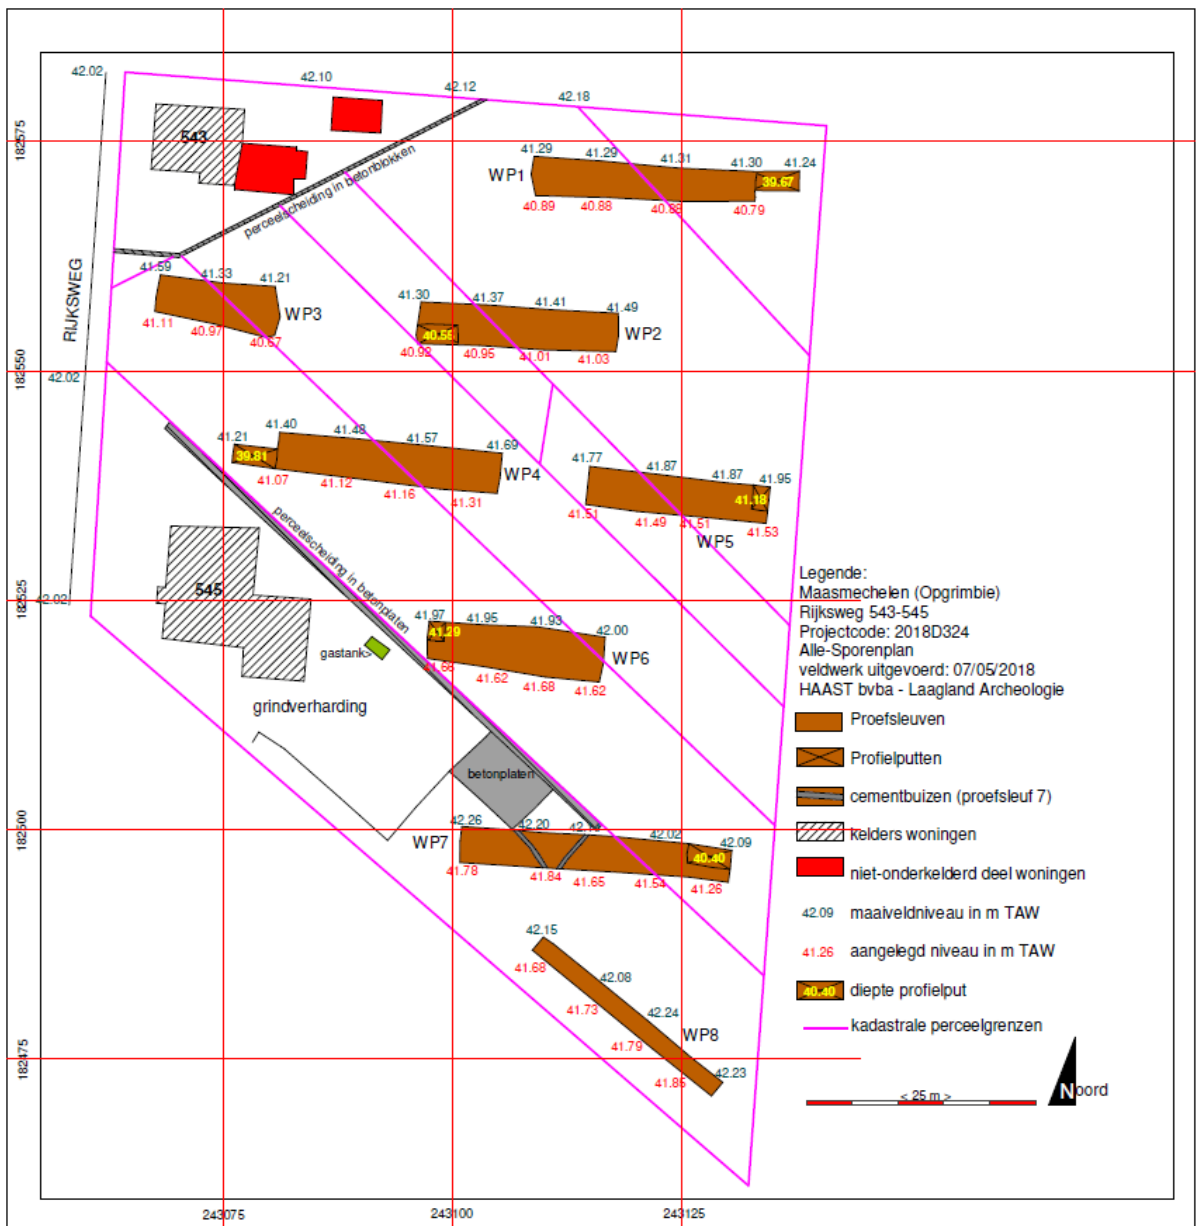 42.02
42.10
42.12
42.18
543
182575
perceelscheiding in betonblokken
WP1
41.29
41.29
41.31
41.30
41.24
39.67
40.89
40.88
40.88
40.79
RIJKSWEG
41.59
41.33
41.21
WP3
41.11
40.97
40.67
41.30
41.37
41.41
41.49
WP2
40.55
40.92
40.95
41.01
41.03
182550
42.02
41.21
41.40
41.48
41.57
41.69
WP4
39.81
41.07
41.12
41.16
41.31
41.77
41.87
41.87
41.95
41.18
41.51
41.49
41.51
41.53
WP5
perceelscheiding in betonplaten
545
182525
42.02
gastank>
grindverharding
41.97
41.95
41.93
42.00
WP6
41.29
41.66
41.62
41.68
41.62
betonplaten
182500
WP7
42.26
42.20
42.02
42.09
40.40
41.78
41.84
41.65
41.54
41.26
42.15
42.08
42.24
42.23
WP8
41.68
41.73
41.79
41.86
182475
243075
243100
243125
Legende:
Maasmechelen (Opgrimbie)
Rijksweg 543-545
Projectcode: 2018D324
Alle-Sporenplan
veldwerk uitgevoerd: 07/05/2018
HAAST bvba - Laagland Archeologie
Proefsleuven
Profielputten
cementbuizen (proefsleuf 7)
kelders woningen
niet-onderkelderd deel woningen
42.09 maaiveldniveau in m TAW
41.26 aangelegd niveau in m TAW
40.40 diepte profielput
kadastrale perceelgrenzen
< 25 m >
Noord